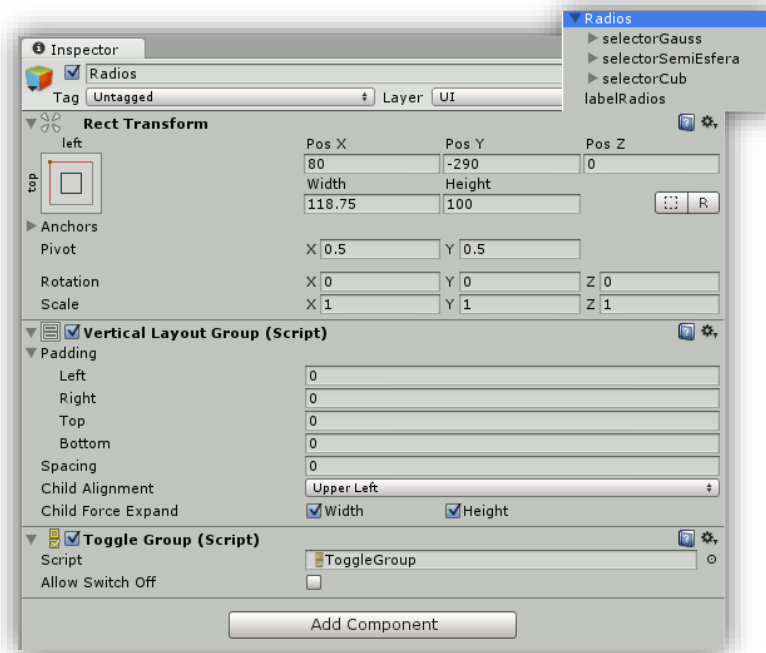 Radios
selectorGauss
selectorSemiEsfera
selectorCub
labelRadios
Inspector
Radios
Tag Untagged Layer UI
Rect Transform
left Pos X Pos Y Pos Z
top
80 -290 0
Width Height
118.75 100 R
Anchors
Pivot X 0.5 Y 0.5
Rotation X 0 Y 0 Z 0
Scale X 1 Y 1 Z 1
Vertical Layout Group (Script)
Padding
Left 0
Right 0
Top 0
Bottom 0
Spacing 0
Child Alignment Upper Left
Child Force Expand Width Height
Toggle Group (Script)
Script ToggleGroup
Allow Switch Off
Add Component